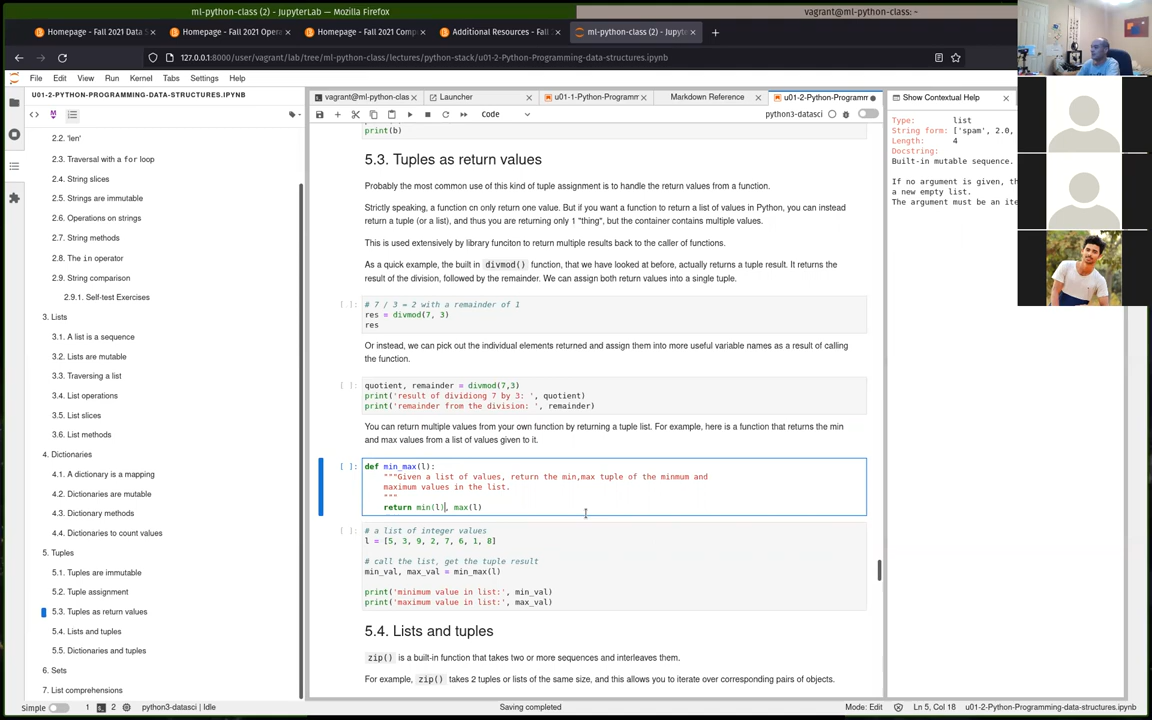 ml-python-class (2) - JupyterLab — Mozilla Firefox
vagrant@ml-python-class: ~
Homepage - Fall 2021 Data S
Homepage - Fall 2021 Opera
Homepage - Fall 2021 Comp
Additional Resources - Fall
ml-python-class (2) - Jupyte
127.0.0.1:8000/user/vagrant/lab/tree/ml-python-class/lectures/python-stack/u01-2-Python-Programming-data-structures.ipynb
File Edit View Run Kernel Tabs Settings Help
U01-2-PYTHON-PROGRAMMING-DATA-STRUCTURES.IPYNB
2.2. 'len'
2.3. Traversal with a for loop
2.4. String slices
2.5. Strings are immutable
2.6. Operations on strings
2.7. String methods
2.8. The in operator
2.9. String comparison
2.9.1. Self-test Exercises
3. Lists
3.1. A list is a sequence
3.2. Lists are mutable
3.3. Traversing a list
3.4. List operations
3.5. List slices
3.6. List methods
4. Dictionaries
4.1. A dictionary is a mapping
4.2. Dictionaries are mutable
4.3. Dictionary methods
4.4. Dictionaries to count values
5. Tuples
5.1. Tuples are immutable
5.2. Tuple assignment
5.3. Tuples as return values
5.4. Lists and tuples
5.5. Dictionaries and tuples
6. Sets
7. List comprehensions
vagrant@ml-python-clas
Launcher
u01-1-Python-Programm
Markdown Reference
u01-2-Python-Programm
Code
python3-datasci
print(b)
5.3. Tuples as return values
Probably the most common use of this kind of tuple assignment is to handle the return values from a function.
Strictly speaking, a function cn only return one value. But if you want a function to return a list of values in Python, you can instead
return a tuple (or a list), and thus you are returning only 1 "thing", but the container contains multiple values.
This is used extensively by library funciton to return multiple results back to the caller of functions.
As a quick example, the built in divmod() function, that we have looked at before, actually returns a tuple result. It returns the
result of the division, followed by the remainder. We can assign both return values into a single tuple.
[ ]: # 7 / 3 = 2 with a remainder of 1
res = divmod(7, 3)
res
Or instead, we can pick out the individual elements returned and assign them into more useful variable names as a result of calling
the function.
[ ]: quotient, remainder = divmod(7,3)
print('result of dividiong 7 by 3: ', quotient)
print('remainder from the division: ', remainder)
You can return multiple values from your own function by returning a tuple list. For example, here is a function that returns the min
and max values from a list of values given to it.
[ ]: def min_max(l):
"""Given a list of values, return the min,max tuple of the minmum and
maximum values in the list.
"""
return min(l), max(l)
[ ]: # a list of integer values
l = [5, 3, 9, 2, 7, 6, 1, 8]
# call the list, get the tuple result
min_val, max_val = min_max(l)
print('minimum value in list:', min_val)
print('maximum value in list:', max_val)
5.4. Lists and tuples
zip() is a built-in function that takes two or more sequences and interleaves them.
For example, zip() takes 2 tuples or lists of the same size, and this allows you to iterate over corresponding pairs of objects.
Show Contextual Help
Type: list
String form: ['spam', 2.0,
Length: 4
Docstring:
Built-in mutable sequence.
If no argument is given, th
a new empty list.
The argument must be an ite
Simple 1 2 python3-datasci | Idle
Saving completed
Mode: Edit
Ln 5, Col 18
u01-2-Python-Programming-data-structures.ipynb